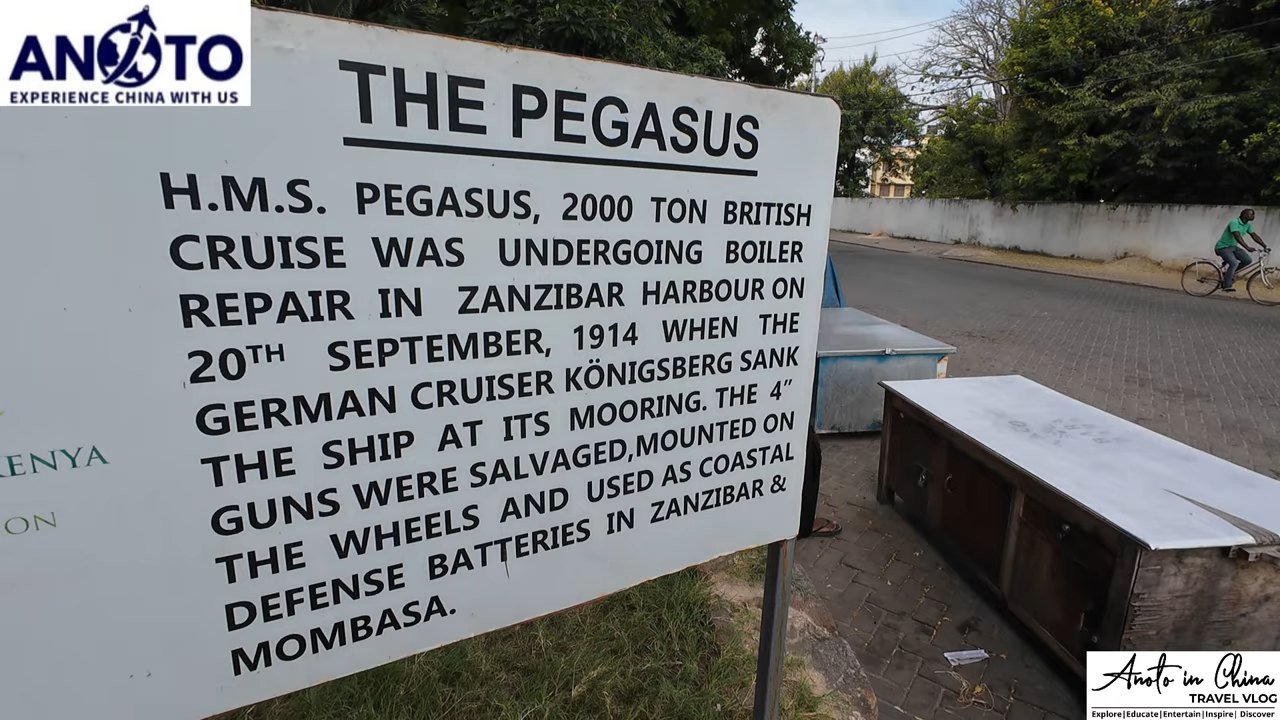 ANOTO
EXPERIENCE CHINA WITH US
THE PEGASUS
H.M.S. PEGASUS, 2000 TON BRITISH
CRUISE WAS UNDERGOING BOILER
REPAIR IN ZANZIBAR HARBOUR ON
20TH SEPTEMBER, 1914 WHEN THE
GERMAN CRUISER KÖNIGSBERG SANK
THE SHIP AT ITS MOORING. THE 4”
GUNS WERE SALVAGED,MOUNTED ON
THE WHEELS AND USED AS COASTAL
DEFENSE BATTERIES IN ZANZIBAR &
MOMBASA.
KENYA
ON
Anoto in China
TRAVEL VLOG
Explore|Educate|Entertain|Inspire| Discover